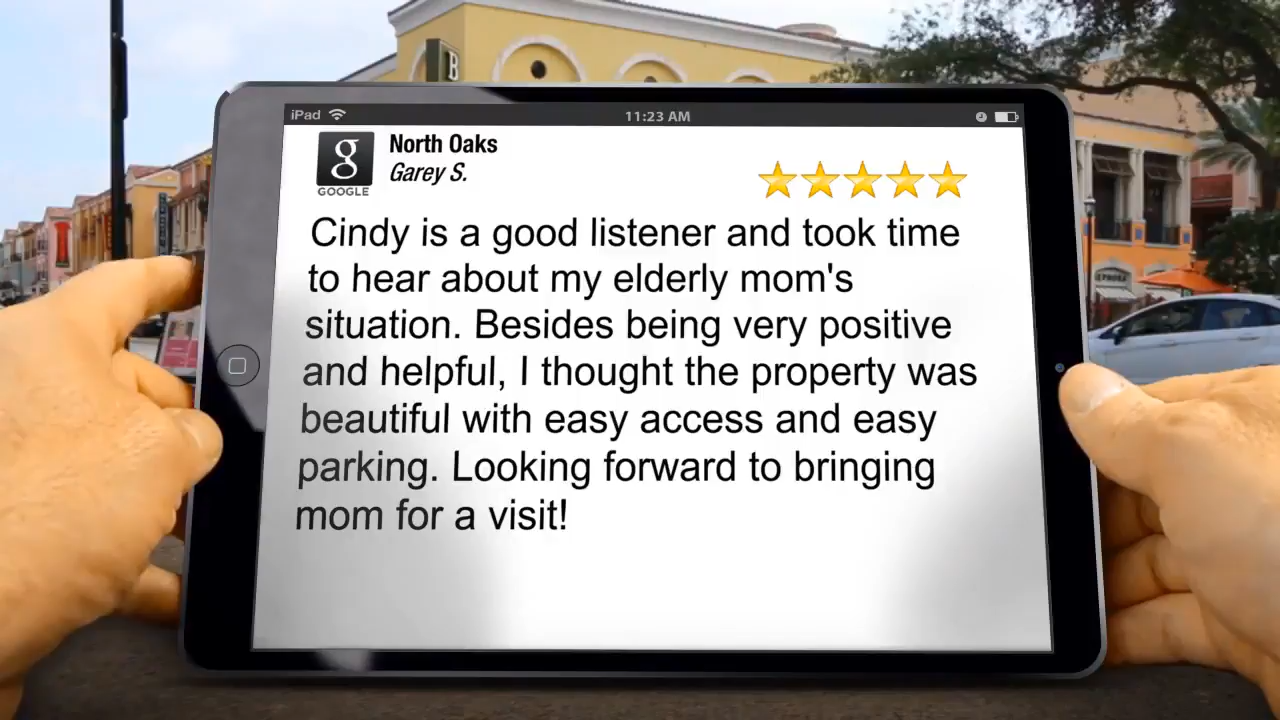 iPad
11:23 AM
g
GOOGLE
North Oaks
Garey S.
Cindy is a good listener and took time
to hear about my elderly mom's
situation. Besides being very positive
and helpful, I thought the property was
beautiful with easy access and easy
parking. Looking forward to bringing
mom for a visit!
B